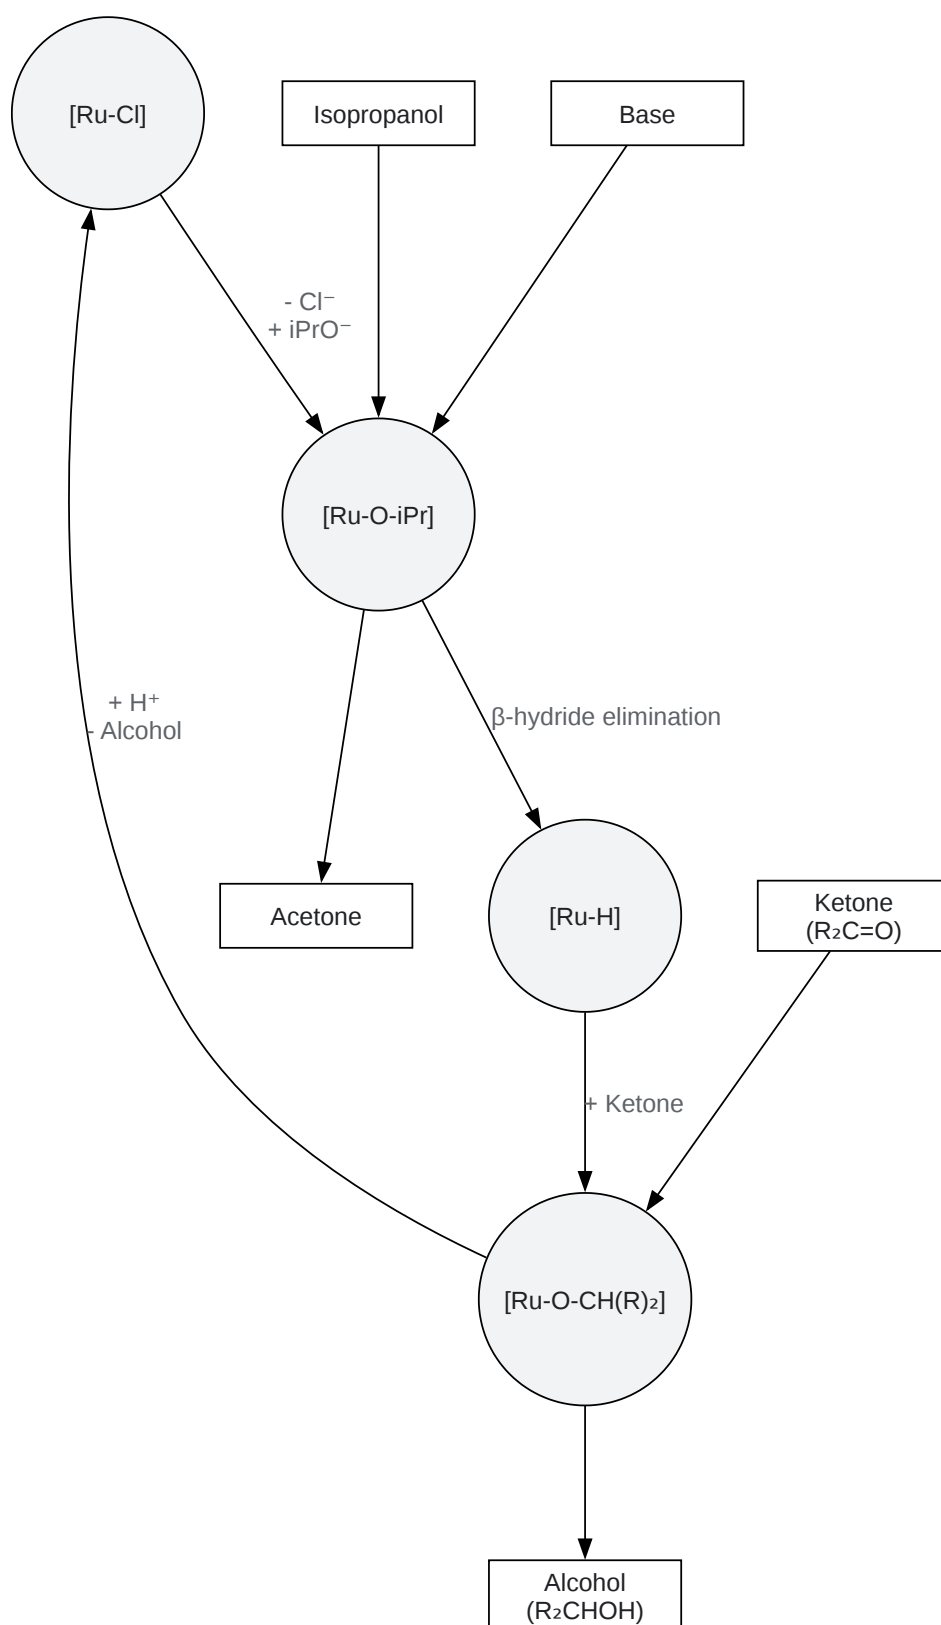 [Ru-Cl]
Isopropanol
Base
- Cl⁻
+ iPrO⁻
[Ru-O-iPr]
+ H⁺
- Alcohol
β-hydride elimination
Acetone
[Ru-H]
Ketone
(R₂C=O)
+ Ketone
[Ru-O-CH(R)₂]
Alcohol
(R₂CHOH)